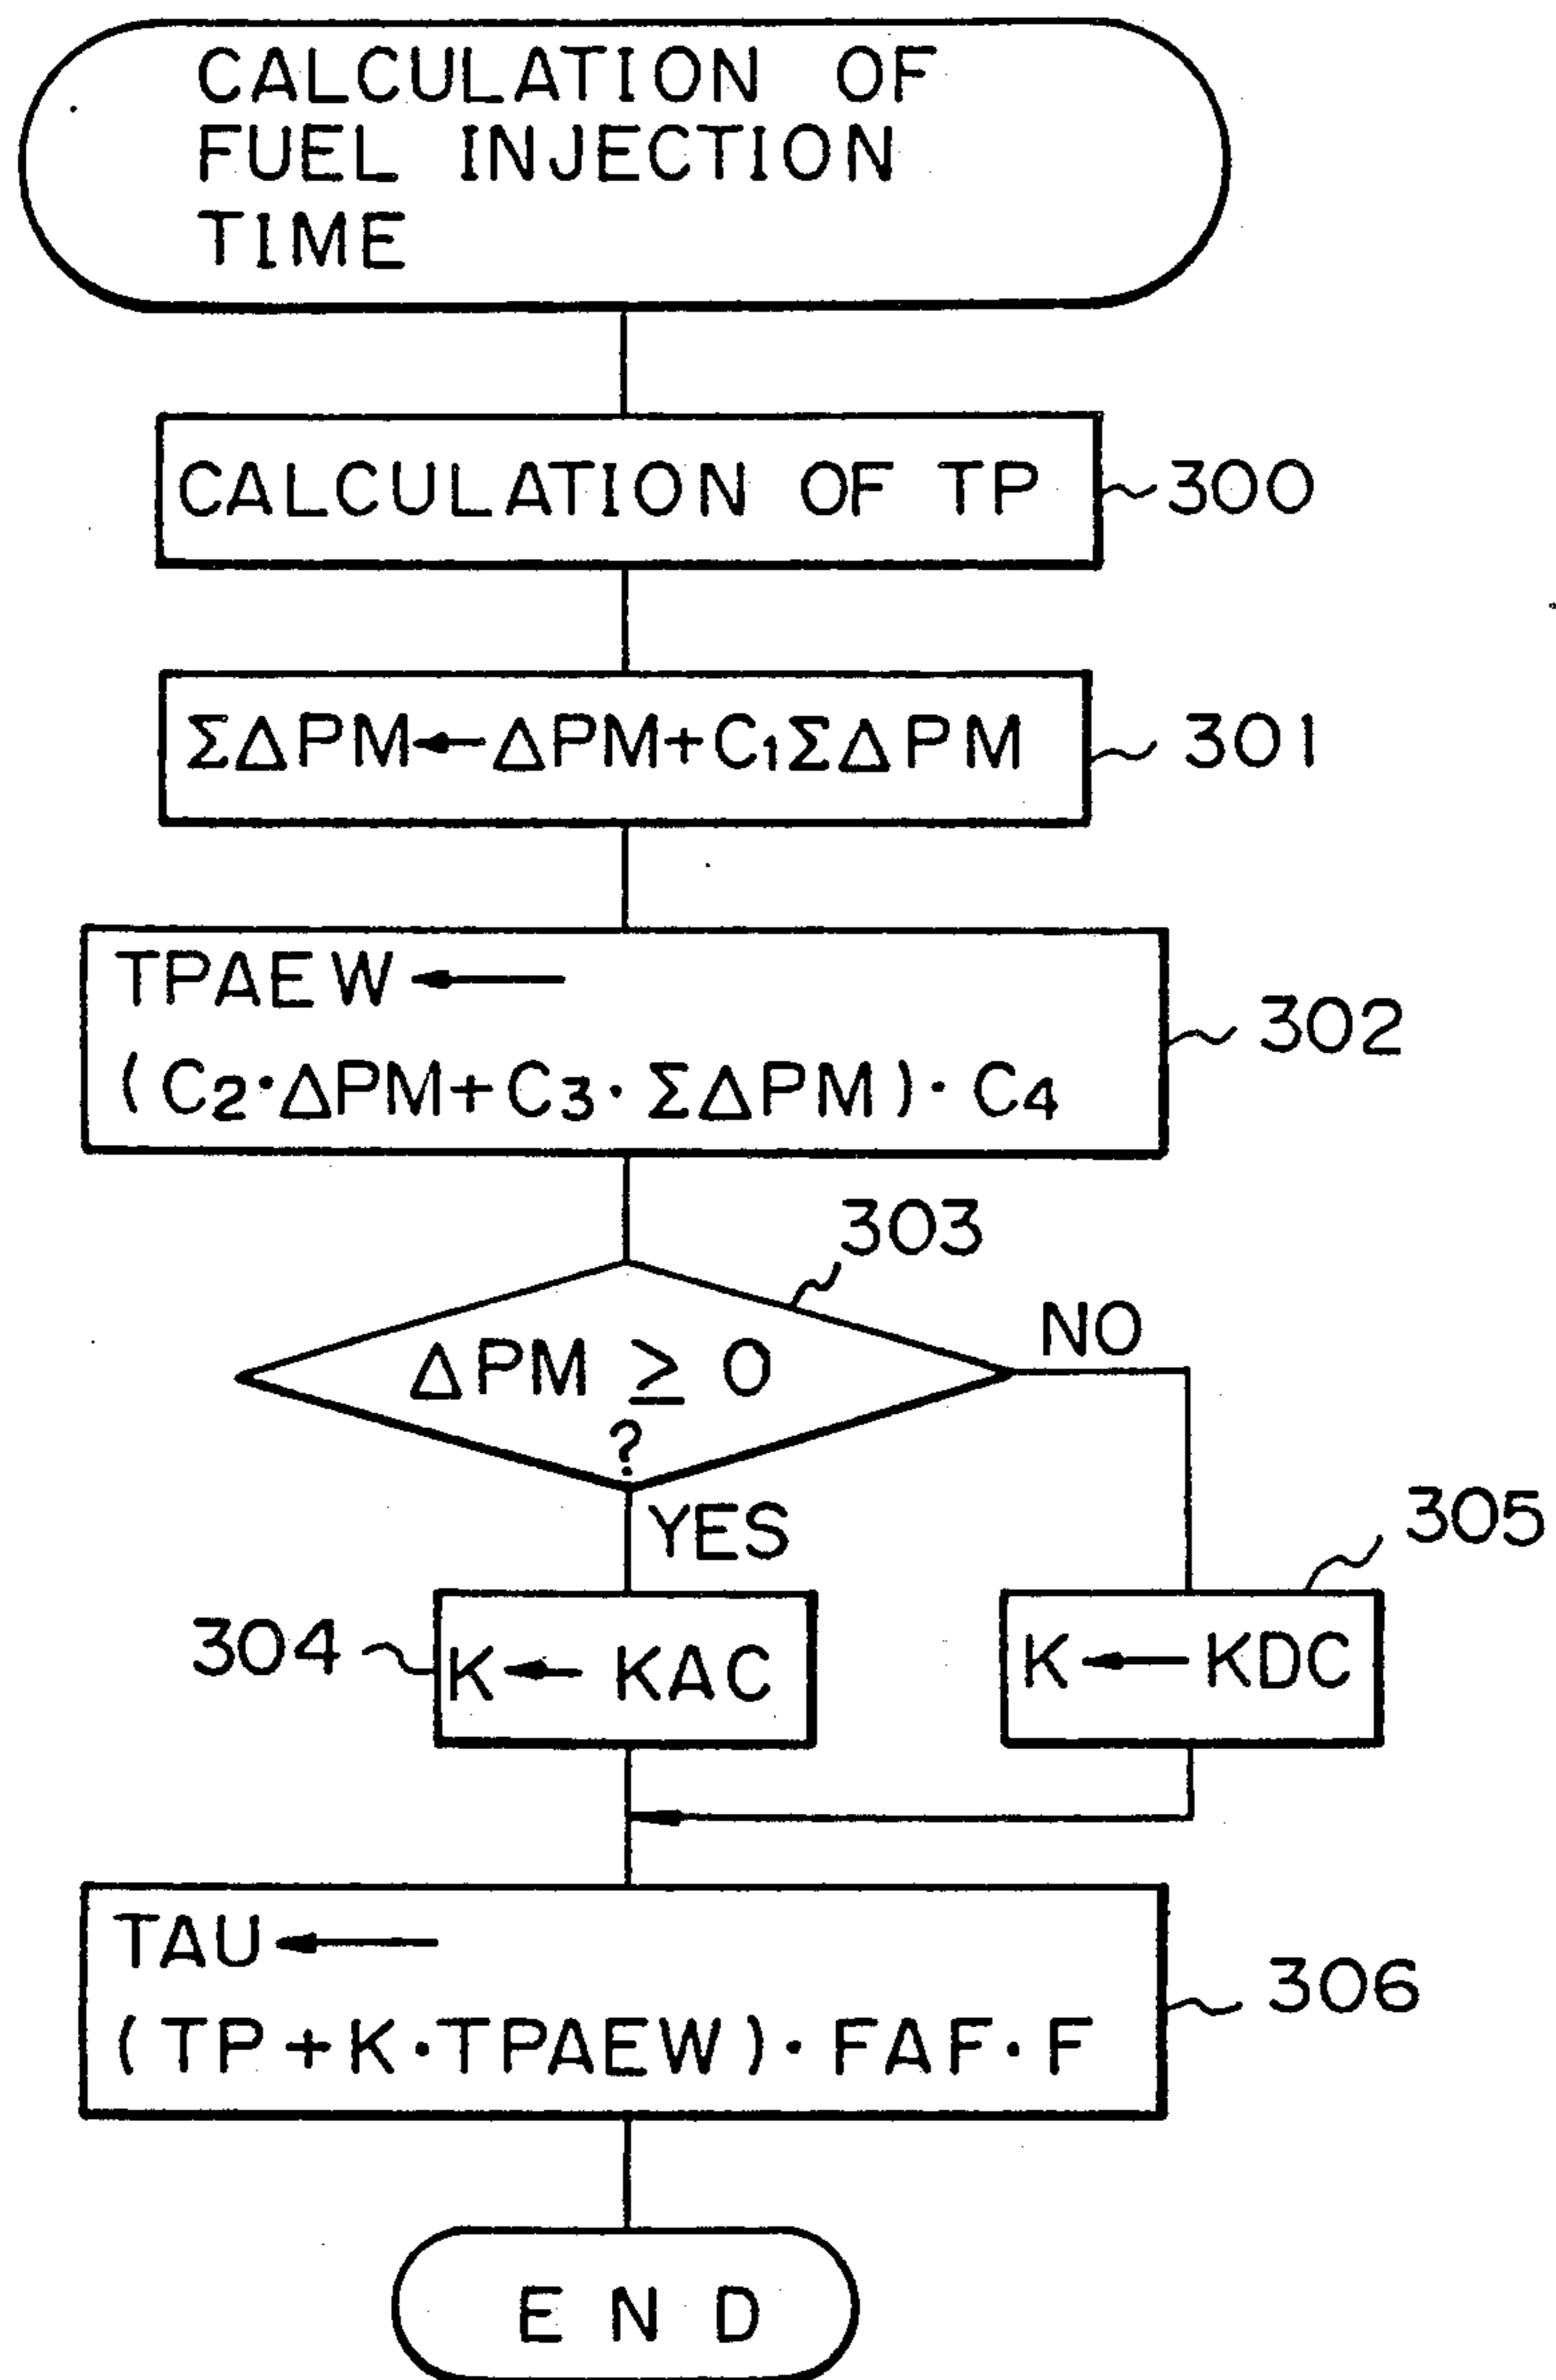 CALCULATION OF
FUEL INJECTION
TIME
CALCULATION OF TP
300
ΣΔPM←ΔPM+C₁ΣΔPM
301
TPAEW←
(C₂·ΔPM+C₃·ΣΔPM)·C₄
302
303
ΔPM ≧ 0
?
NO
YES
305
304
K← KAC
K← KDC
TAU←
(TP+K·TPAEW)·FAF·F
306
END